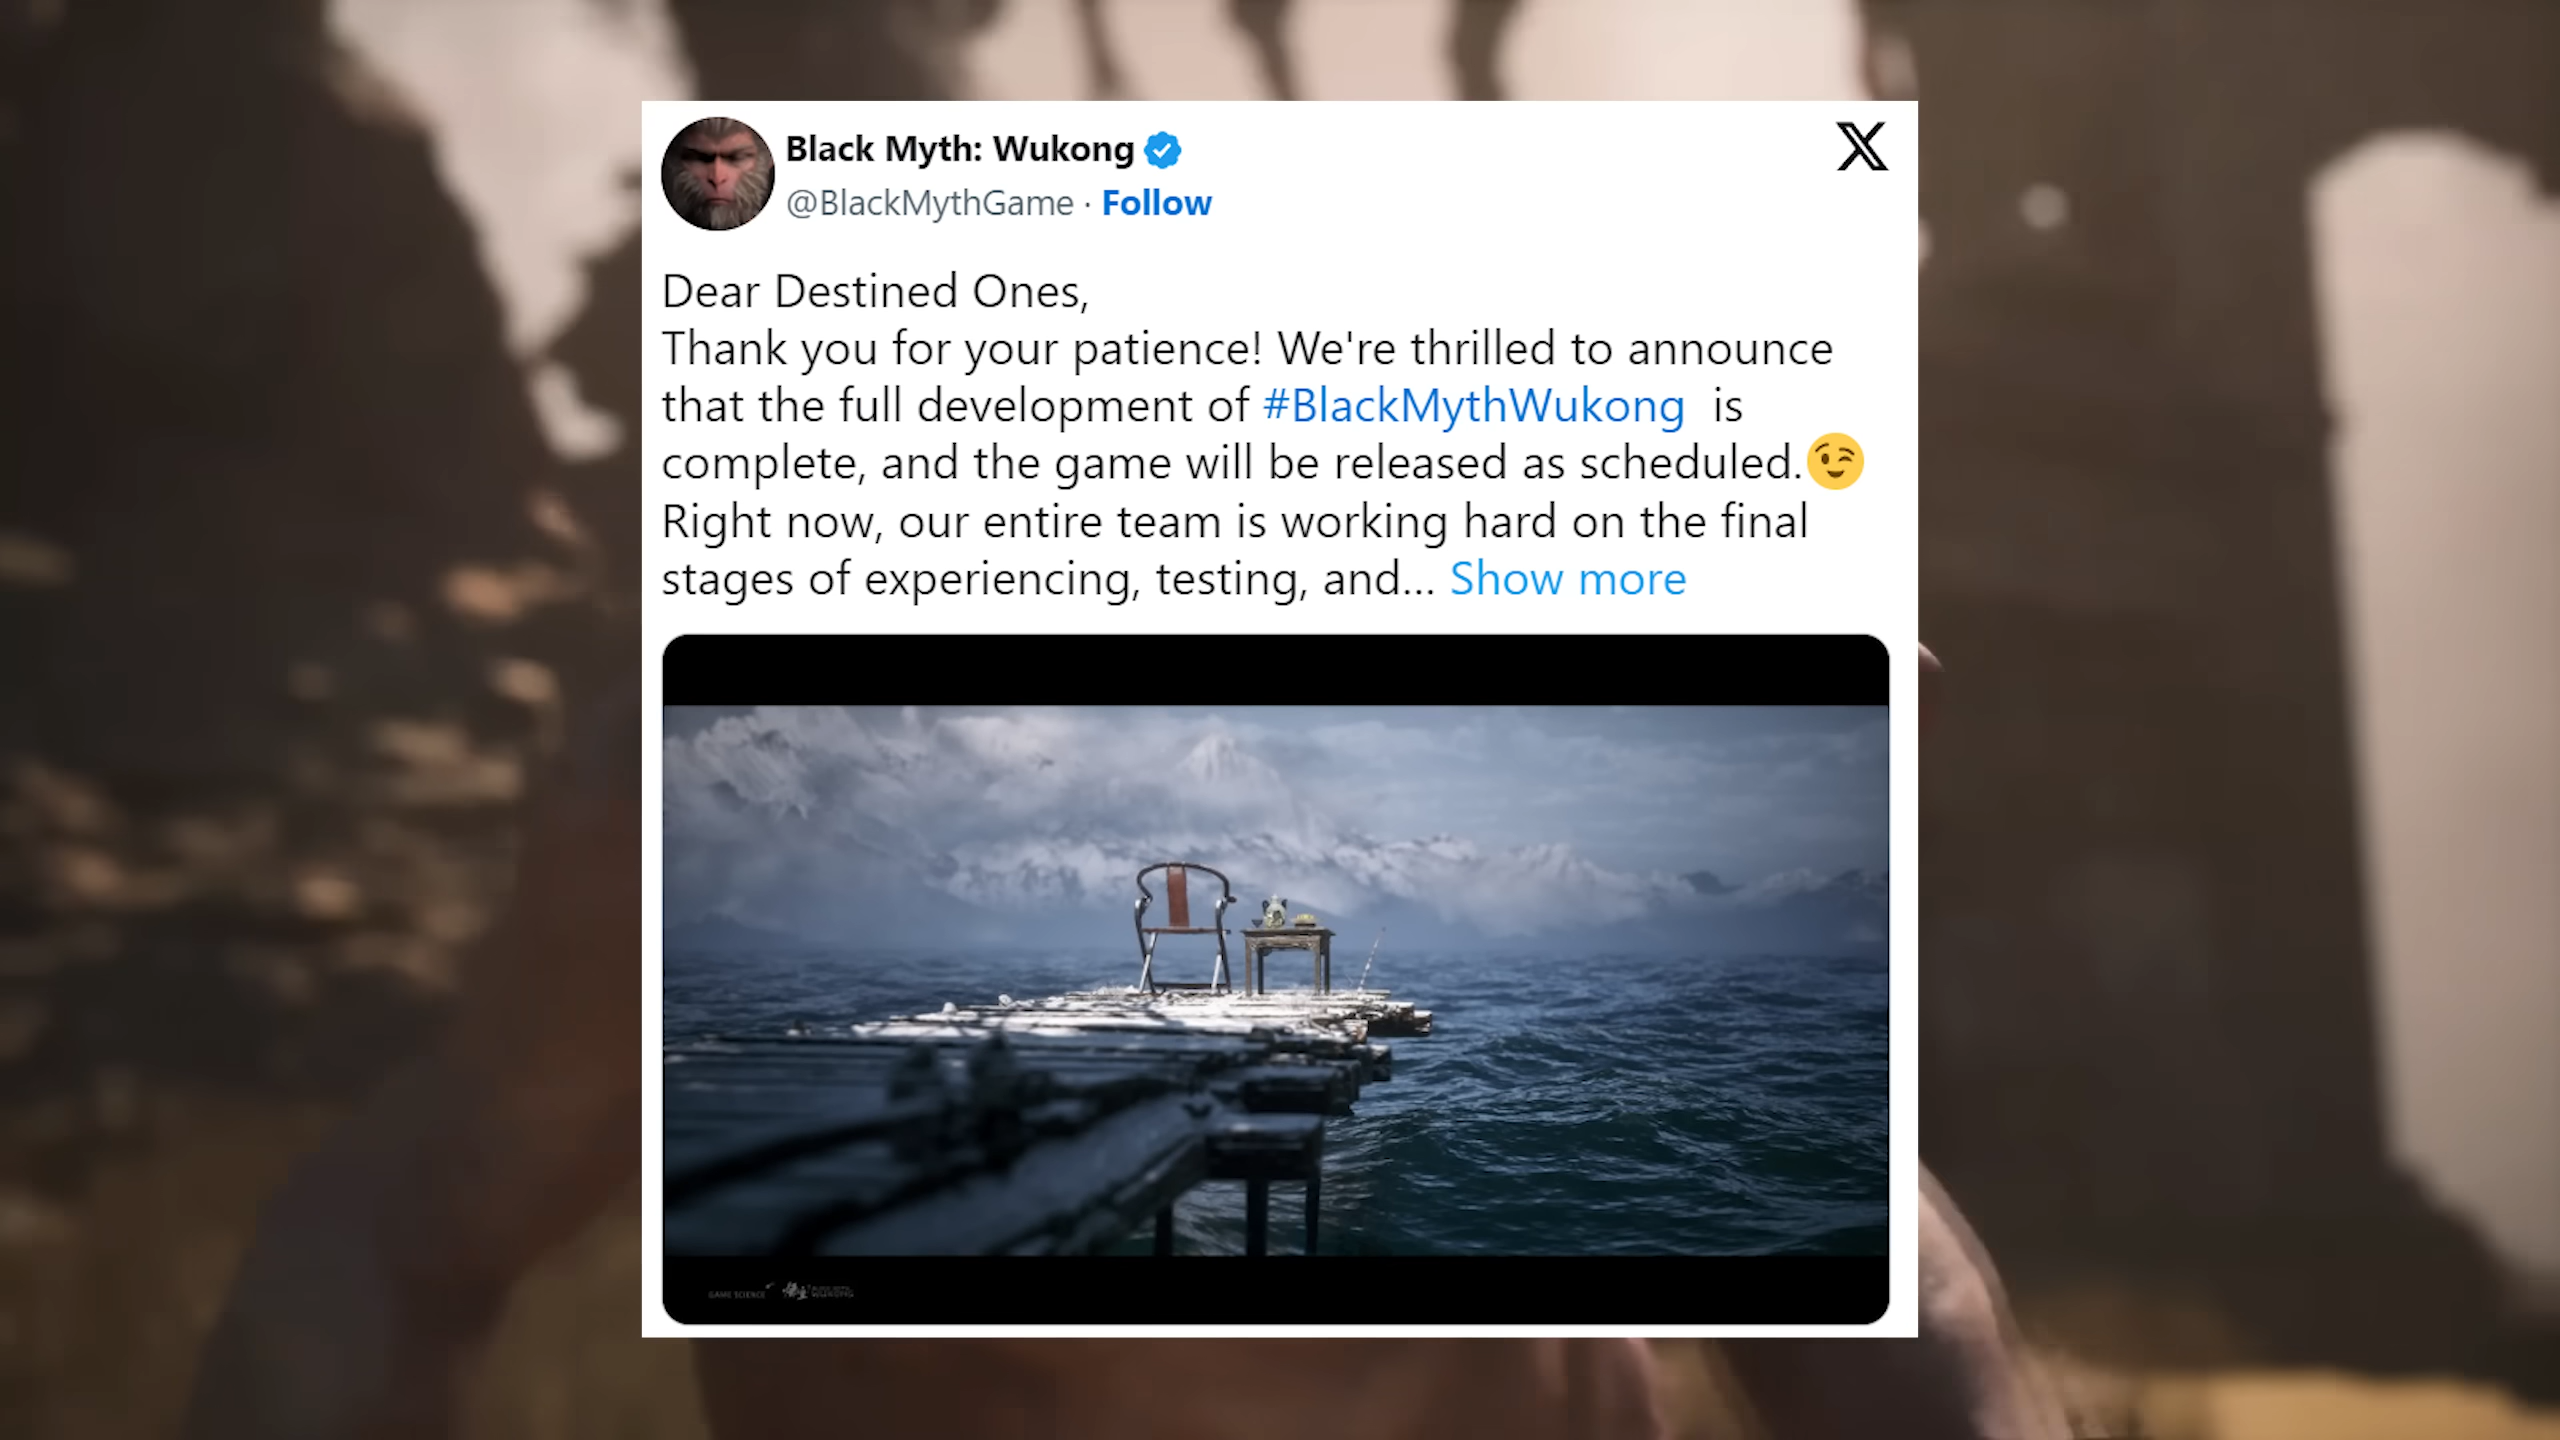 Black Myth: Wukong
@BlackMythGame · Follow
Dear Destined Ones,
Thank you for your patience! We're thrilled to announce
that the full development of #BlackMythWukong is
complete, and the game will be released as scheduled.😉
Right now, our entire team is working hard on the final
stages of experiencing, testing, and... Show more
GAME SCIENCE